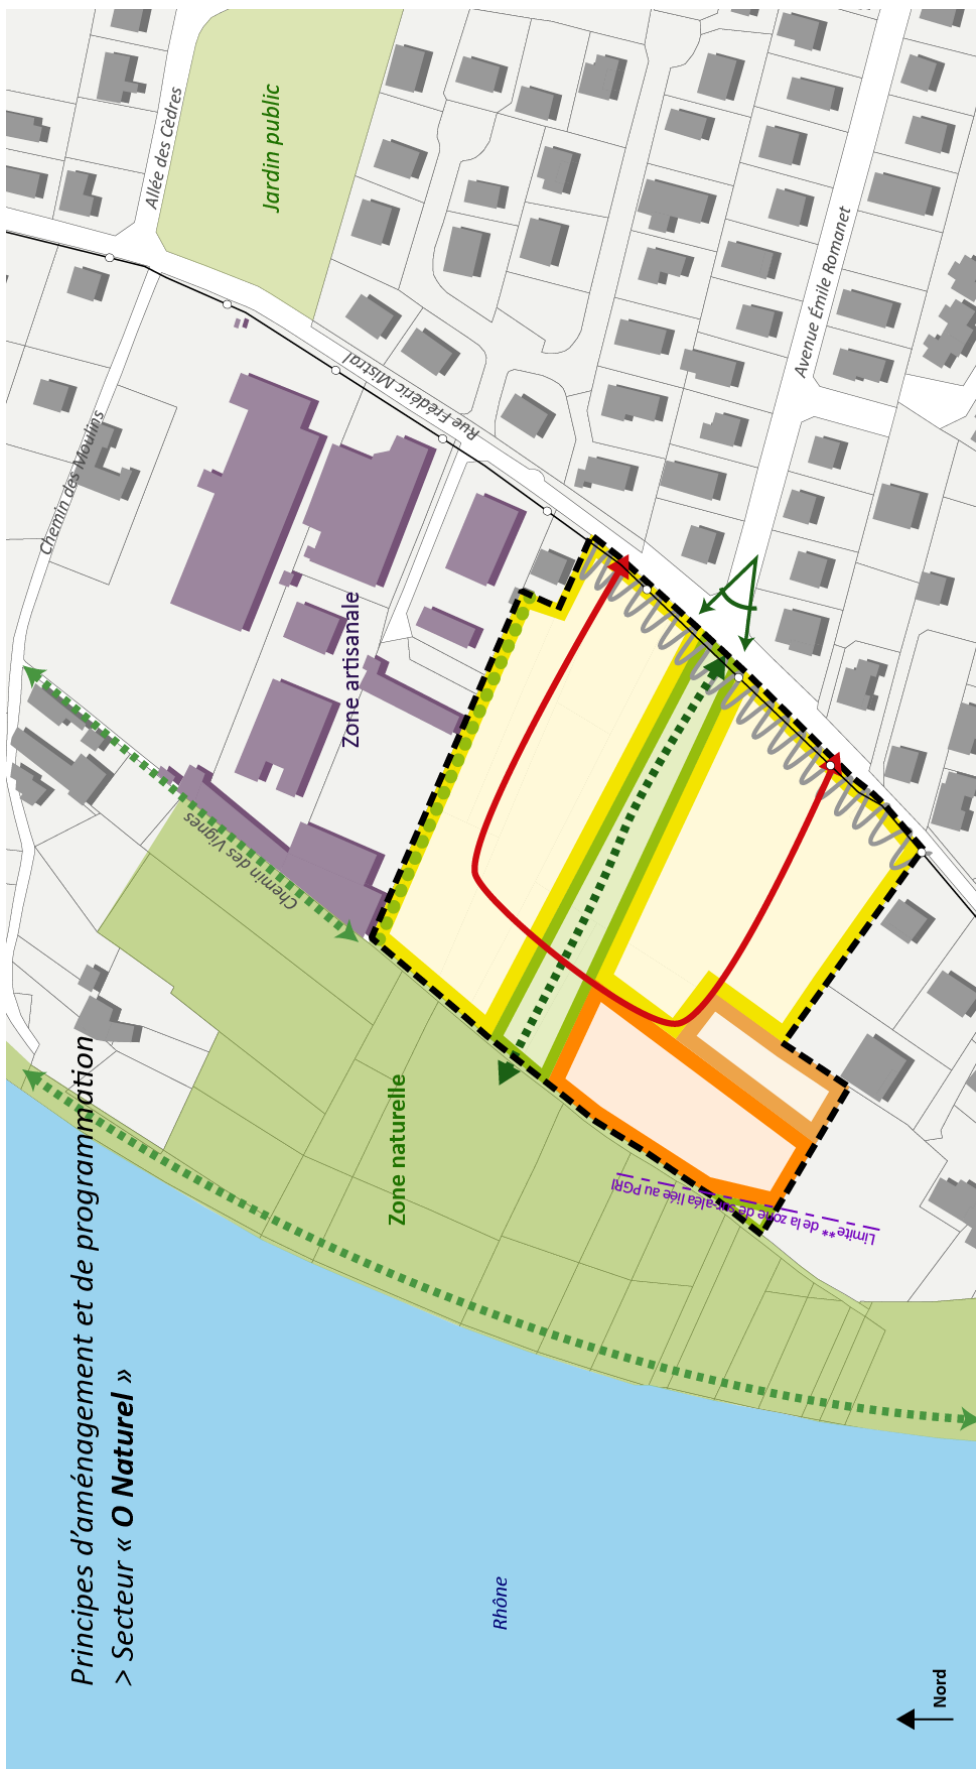 Principes d'aménagement et de programmation
> Secteur « O Naturel »
Allée des Cèdres
Jardin public
Chemin des Moulins
Rue Frédéric Mistral
Avenue Émile Romanet
Zone artisanale
Chemin des Vignes
Zone naturelle
Limite** de la zone de sur-aléa liée au PGRI
Rhône
Nord